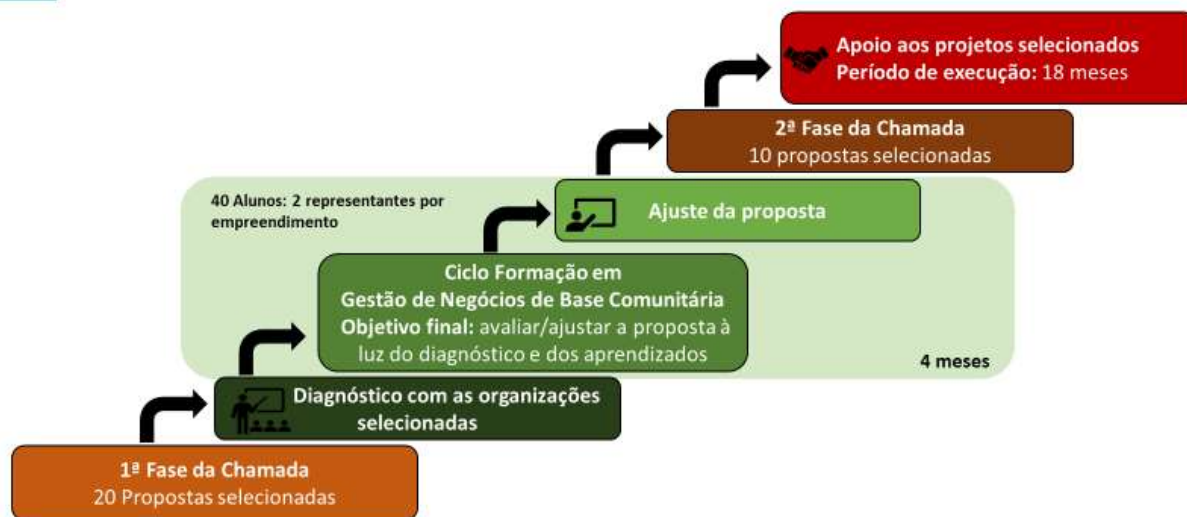 Apoio aos projetos selecionados
Período de execução: 18 meses
2ª Fase da Chamada
10 propostas selecionadas
40 Alunos: 2 representantes por
empreendimento
Ajuste da proposta
Ciclo Formação em
Gestão de Negócios de Base Comunitária
Objetivo final: avaliar/ajustar a proposta à
luz do diagnóstico e dos aprendizados
4 meses
Diagnóstico com as organizações
selecionadas
1ª Fase da Chamada
20 Propostas selecionadas